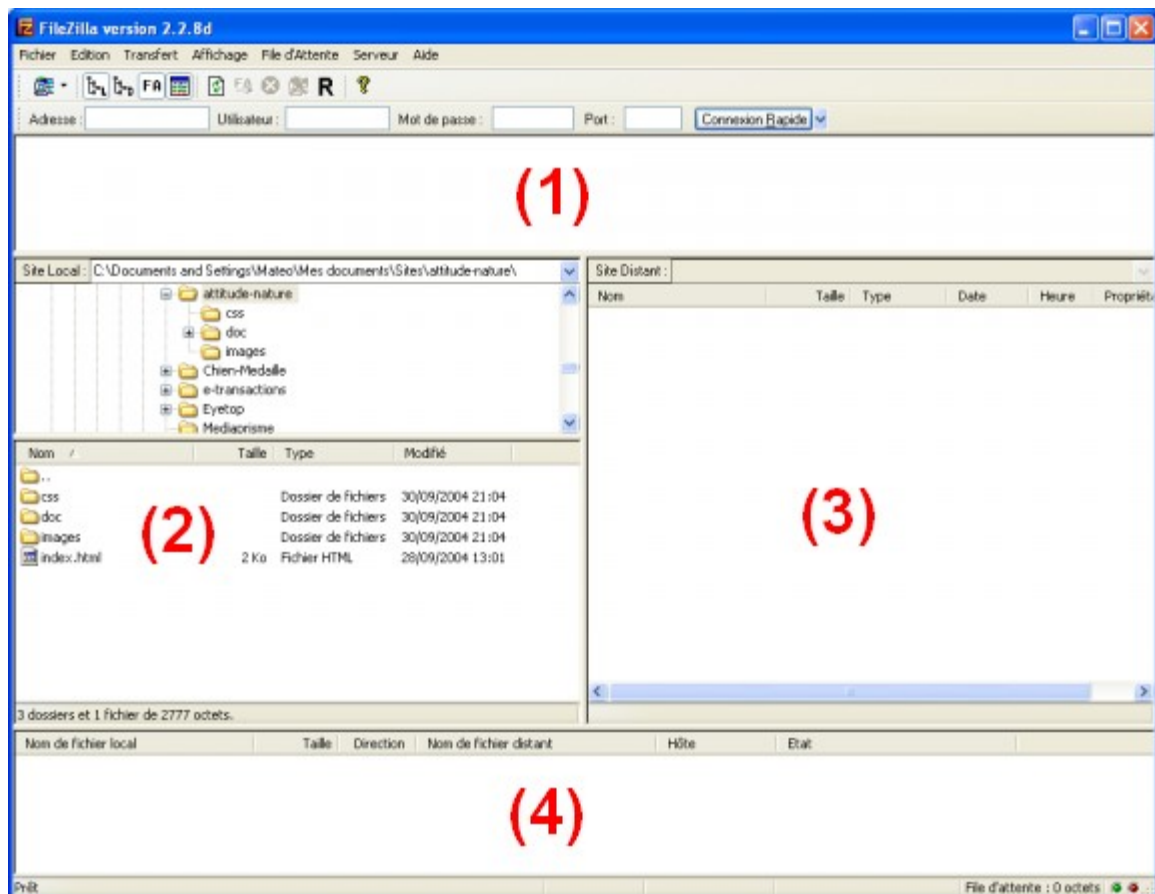 FileZilla version 2.2.8d
Fichier Edition Transfert Affichage File d'Attente Serveur Aide
FA FA R
Adresse : Utilisateur : Mot de passe : Port : Connexion Rapide
(1)
Site Local : C:\Documents and Settings\Mateo\Mes documents\Sites\attitude-nature\
Site Distant :
attitude-nature
css
doc
images
Chien-Medaille
e-transactions
Eyetop
Mediaprisme
Nom Taille Type Date Heure Propriét
Nom Taille Type Modifié
..
css Dossier de fichiers 30/09/2004 21:04
doc Dossier de fichiers 30/09/2004 21:04
images Dossier de fichiers 30/09/2004 21:04
index.html 2 Ko Fichier HTML 28/09/2004 13:01
(2)
(3)
3 dossiers et 1 fichier de 2777 octets.
Nom de fichier local Taille Direction Nom de fichier distant Hôte Etat
(4)
Prêt File d'attente : 0 octets